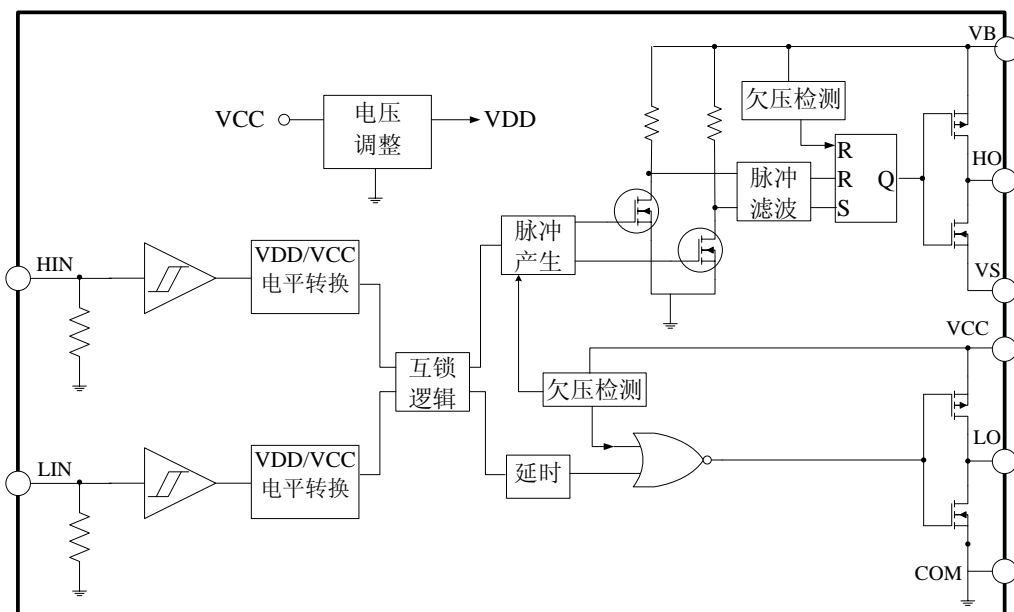 VB
欠压检测
VCC
电压
调整
VDD
R
R
S
Q
HO
脉冲
滤波
脉冲
产生
HIN
VDD/VCC
电平转换
VS
VCC
互锁
逻辑
欠压检测
LO
LIN
VDD/VCC
电平转换
延时
COM